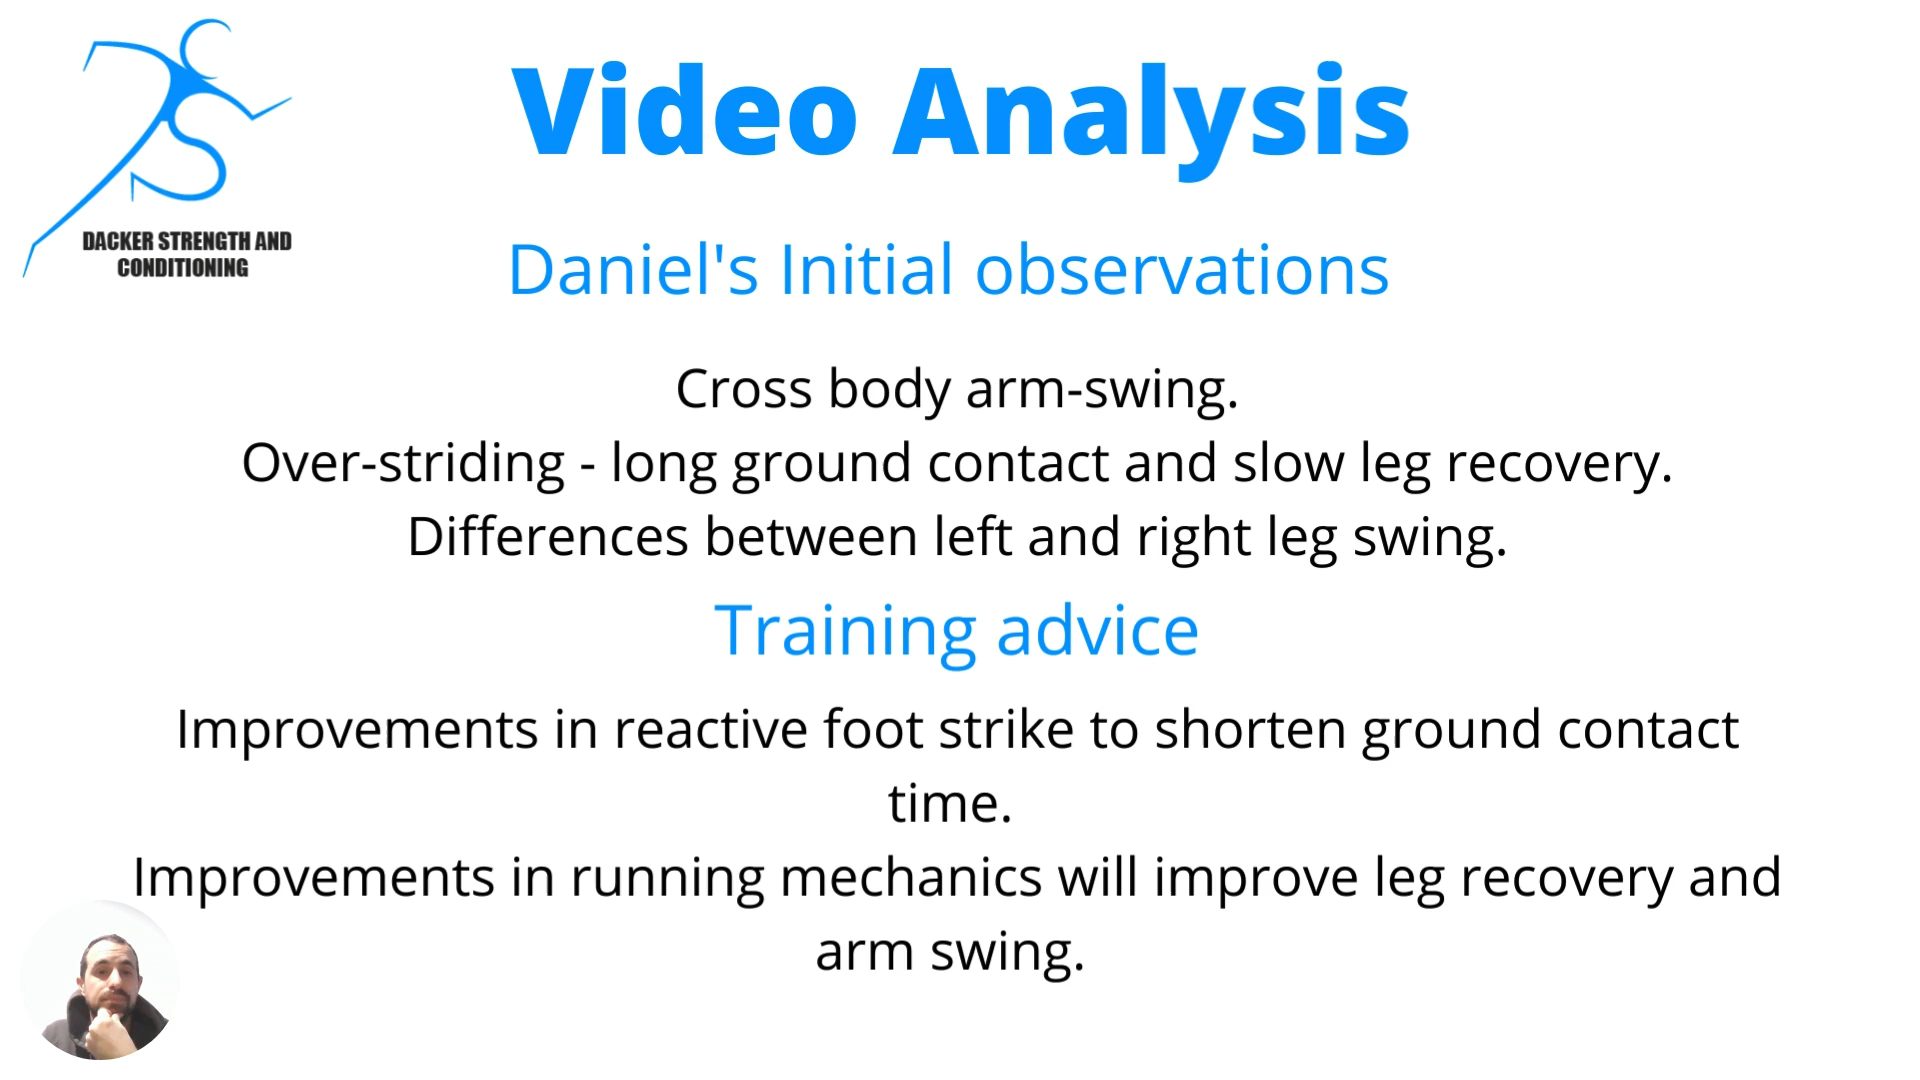 DACKER STRENGTH AND
CONDITIONING
Video Analysis
Daniel's Initial observations
Cross body arm-swing.
Over-striding - long ground contact and slow leg recovery.
Differences between left and right leg swing.
Training advice
Improvements in reactive foot strike to shorten ground contact
time.
Improvements in running mechanics will improve leg recovery and
arm swing.